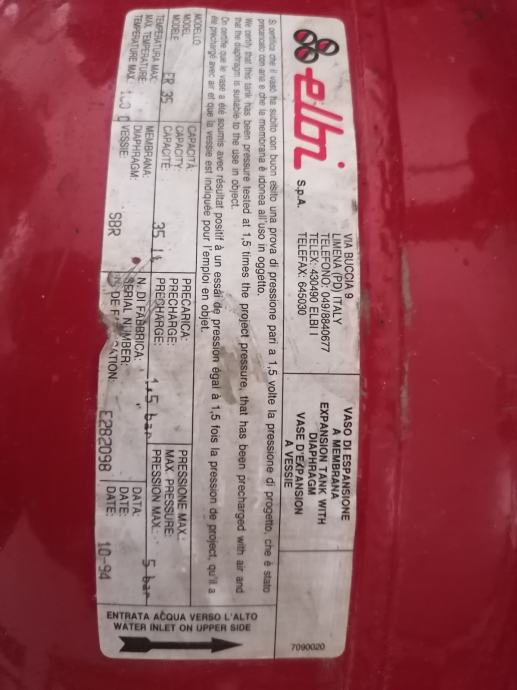 elbi S.p.A.
VIA BUCCIA 9
LIMENA (PD) ITALY
TELEFONO: 049/8840677
TELEX: 430490 ELBI I
TELEFAX: 645030
VASO DI ESPANSIONE
A MEMBRANA
EXPANSION TANK WITH
DIAPHRAGM
VASE D'EXPANSION
A VESSIE
7090020
Si certifica che il vaso ha subito con buon esito una prova di pressione pari a 1,5 volte la pressione di progetto, che è stato
precaricato con aria e che la membrana è idonea all'uso in oggetto.
We certify that this tank has been pressure tested at 1,5 times the project pressure, that has been precharged with air and
that the diaphragm is suitable to the use in object.
On certifie que le vase a été soumis avec résultat positif à un essai de pression égal à 1,5 fois la pression de project, qu'il a
été préchargé avec air et que la vessie est indiquée pour l'emploi en objet.
MODELLO
MODEL
MODELE
ER 35
CAPACITÀ:
CAPACITY:
CAPACITÉ:
35
PRECARICA:
PRECHARGE:
PRÉCHARGE:
1,5 bar
PRESSIONE MAX:
MAX. PRESSURE:
PRESSION MAX.:
5 bar
TEMPERATURA MAX:
MAX. TEMPERATURE:
TEMPERATURE MAX:
C
MEMBRANA:
DIAPHRAGM:
VESSIE:
SBR
N. DI FABBRICA:
SERIAL NUMBER:
DE
E282098
DATA:
DATE:
DATE:
10-94
ENTRATA ACQUA VERSO L'ALTO
WATER INLET ON UPPER SIDE